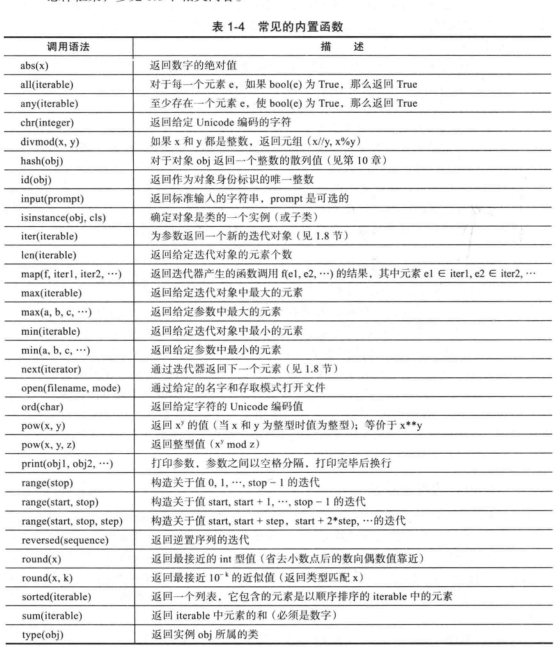 表 1-4 常见的内置函数
调用语法 描 述
abs(x) 返回数字的绝对值
all(iterable) 对于每一个元素 e，如果 bool(e) 为 True，那么返回 True
any(iterable) 至少存在一个元素 e，使 bool(e) 为 True，那么返回 True
chr(integer) 返回给定 Unicode 编码的字符
divmod(x, y) 如果 x 和 y 都是整数，返回元组（x//y, x%y）
hash(obj) 对于对象 obj 返回一个整数的散列值（见第 10 章）
id(obj) 返回作为对象身份标识的唯一整数
input(prompt) 返回标准输入的字符串，prompt 是可选的
isinstance(obj, cls) 确定对象是类的一个实例（或子类）
iter(iterable) 为参数返回一个新的迭代对象（见 1.8 节）
len(iterable) 返回给定迭代对象的元素个数
map(f, iter1, iter2, …) 返回迭代器产生的函数调用 f(e1, e2, …) 的结果，其中元素 e1 ∈ iter1, e2 ∈ iter2, …
max(iterable) 返回给定迭代对象中最大的元素
max(a, b, c, …) 返回给定参数中最大的元素
min(iterable) 返回给定迭代对象中最小的元素
min(a, b, c, …) 返回给定参数中最小的元素
next(iterator) 通过迭代器返回下一个元素（见 1.8 节）
open(filename, mode) 通过给定的名字和存取模式打开文件
ord(char) 返回给定字符的 Unicode 编码值
pow(x, y) 返回 xʸ 的值（当 x 和 y 为整型时值为整型）；等价于 x**y
pow(x, y, z) 返回整型值（xʸ mod z）
print(obj1, obj2, …) 打印参数，参数之间以空格分隔，打印完毕后换行
range(stop) 构造关于值 0, 1, …, stop − 1 的迭代
range(start, stop) 构造关于值 start, start + 1, …, stop − 1 的迭代
range(start, stop, step) 构造关于值 start, start + step，start + 2*step, …的迭代
reversed(sequence) 返回逆置序列的迭代
round(x) 返回最接近的 int 型值（省去小数点后的数向偶数值靠近）
round(x, k) 返回最接近 10⁻ᵏ 的近似值（返回类型匹配 x）
sorted(iterable) 返回一个列表，它包含的元素是以顺序排序的 iterable 中的元素
sum(iterable) 返回 iterable 中元素的和（必须是数字）
type(obj) 返回实例 obj 所属的类